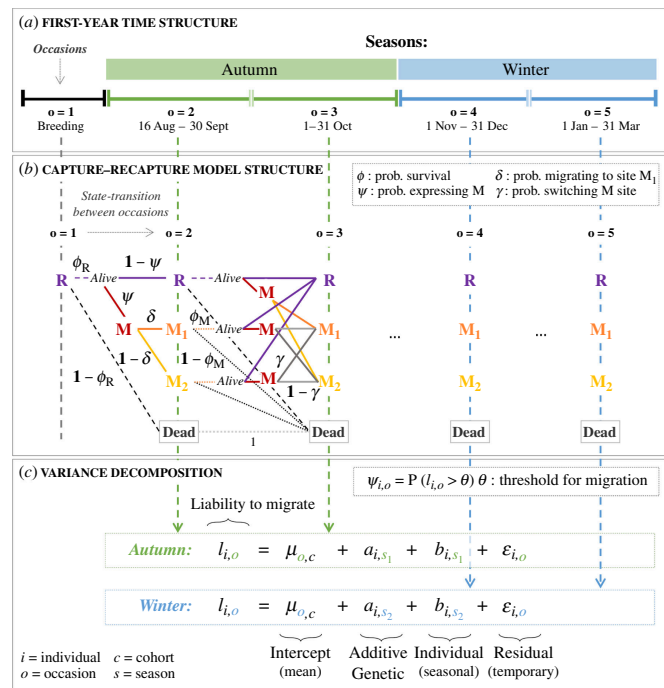 (a) FIRST-YEAR TIME STRUCTURE
Seasons:
Occasions
Autumn
Winter
o = 1
o = 2
o = 3
o = 4
o = 5
Breeding
16 Aug – 30 Sept
1–31 Oct
1 Nov – 31 Dec
1 Jan – 31 Mar
(b) CAPTURE–RECAPTURE MODEL STRUCTURE
ϕ : prob. survival
δ : prob. migrating to site M₁
ψ : prob. expressing M
γ : prob. switching M site
State-transition
between occasions
o = 1
o = 2
o = 3
o = 4
o = 5
R
ϕR
Alive
1 − ψ
R
Alive
R
R
R
ψ
M
M
δ
M₁
ϕM
Alive
M
M₁
...
M₁
...
M₁
1 − δ
1 − ϕM
γ
1 − ϕR
M₂
Alive
M
1 − γ
M₂
M₂
M₂
Dead
1
Dead
Dead
Dead
(c) VARIANCE DECOMPOSITION
ψi,o = P (li,o > θ) θ : threshold for migration
Liability to migrate
Autumn: li,o = μo,c + ai,s₁ + bi,s₁ + εi,o
Winter: li,o = μo,c + ai,s₂ + bi,s₂ + εi,o
Intercept
(mean)
Additive
Genetic
Individual
(seasonal)
Residual
(temporary)
i = individual c = cohort
o = occasion s = season